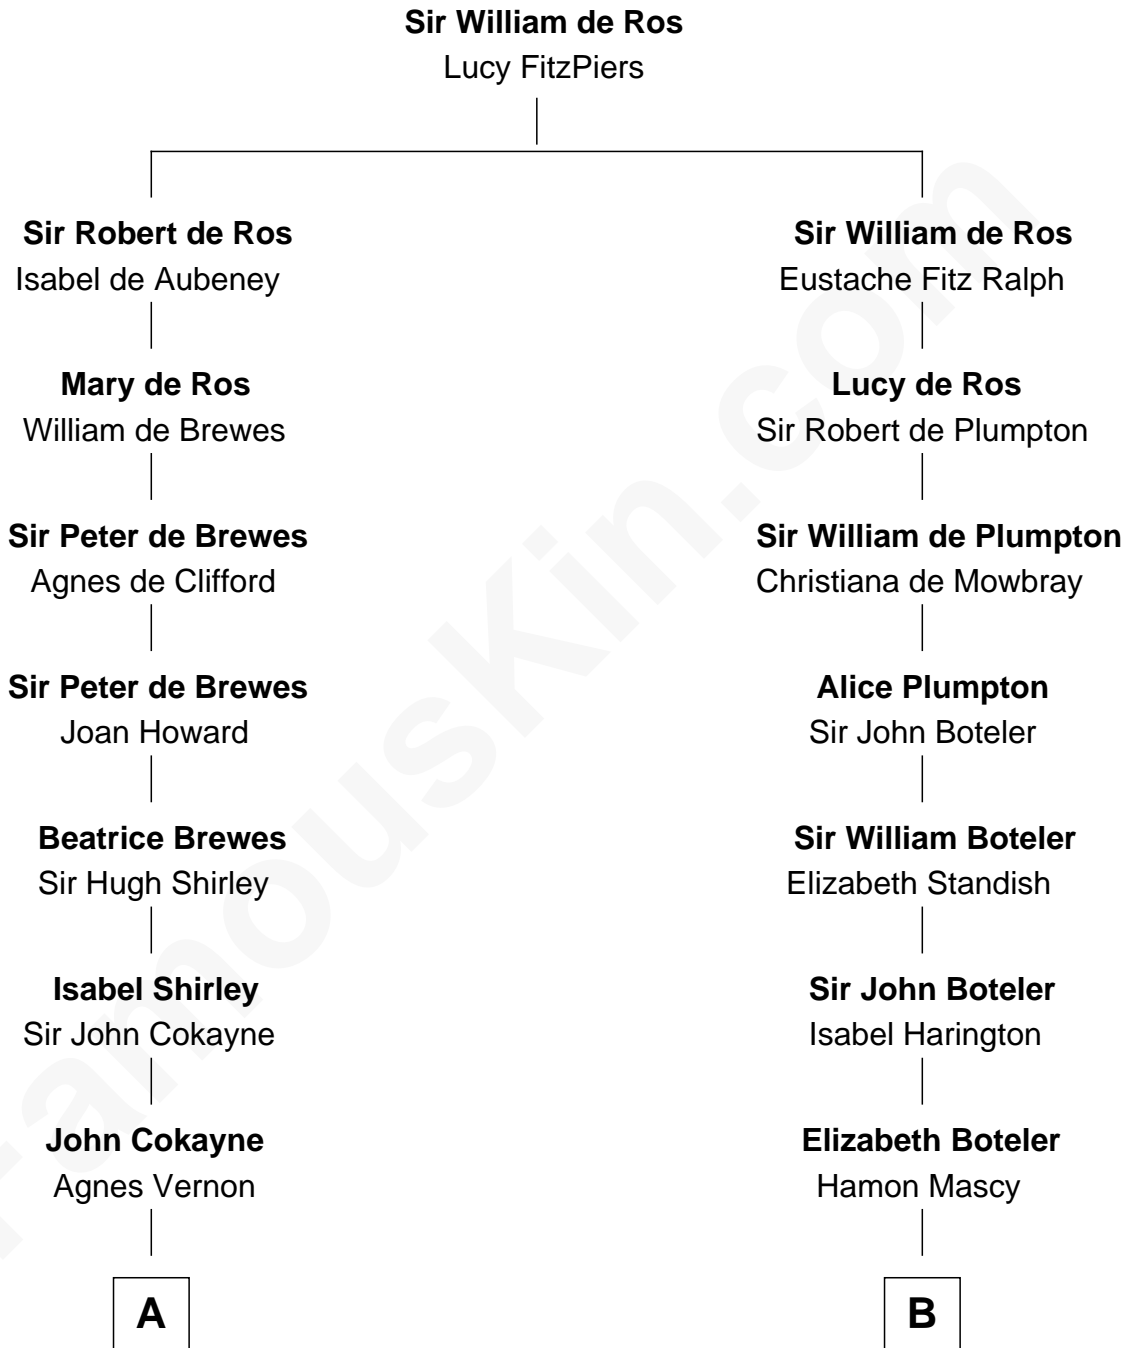 Sir William de Ros
Lucy FitzPiers
Sir Robert de Ros
Isabel de Aubeney
Sir William de Ros
Eustache Fitz Ralph
Mary de Ros
William de Brewes
Lucy de Ros
Sir Robert de Plumpton
Sir Peter de Brewes
Agnes de Clifford
Sir William de Plumpton
Christiana de Mowbray
Sir Peter de Brewes
Joan Howard
Alice Plumpton
Sir John Boteler
Beatrice Brewes
Sir Hugh Shirley
Sir William Boteler
Elizabeth Standish
Isabel Shirley
Sir John Cokayne
Sir John Boteler
Isabel Harington
John Cokayne
Agnes Vernon
Elizabeth Boteler
Hamon Mascy
A
B
FamousKin.com